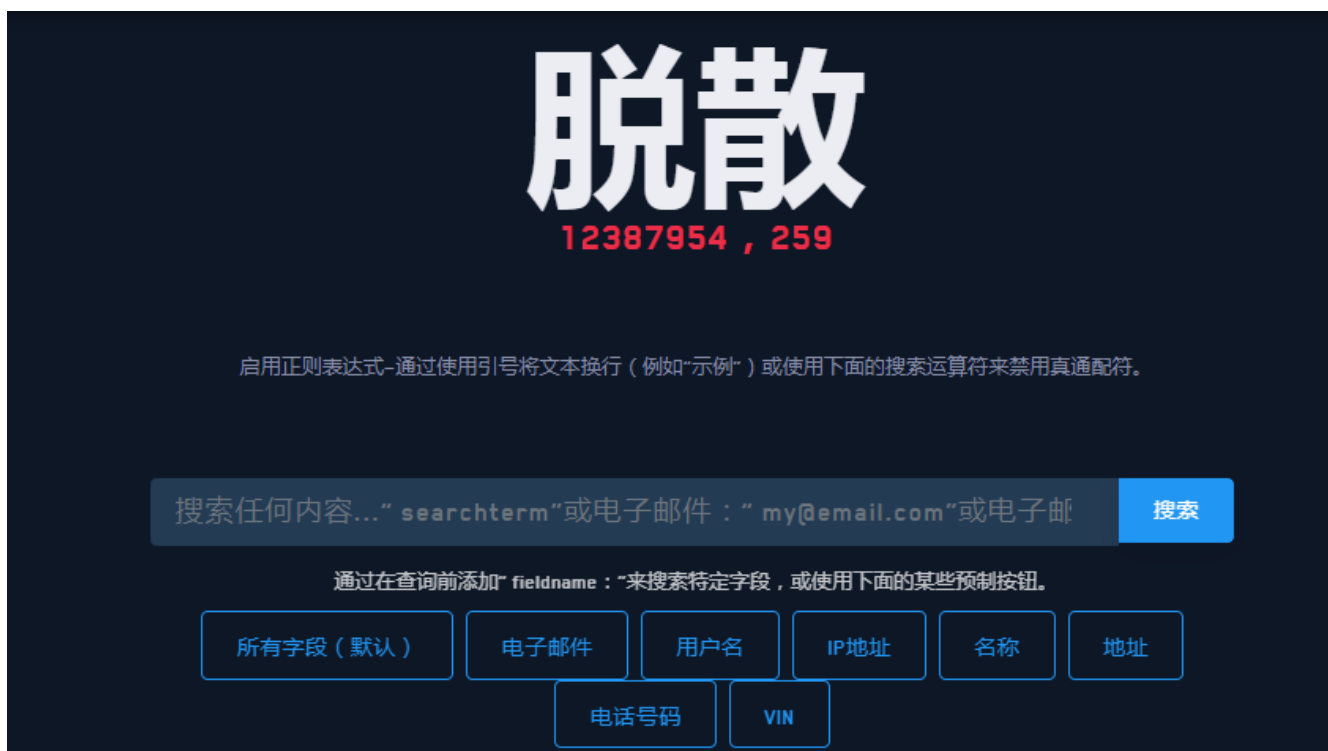 脱散
12387954 , 259
启用正则表达式-通过使用引号将文本换行(例如“示例”)或使用下面的搜索运算符来禁用真通配符。
搜索任何内容…” searchterm”或电子邮件:“ my@email.com”或电子邮
搜索
通过在查询前添加“ fieldname:”来搜索特定字段,或使用下面的某些预制按钮。
所有字段(默认) 电子邮件 用户名 IP地址 名称 地址
电话号码 VIN